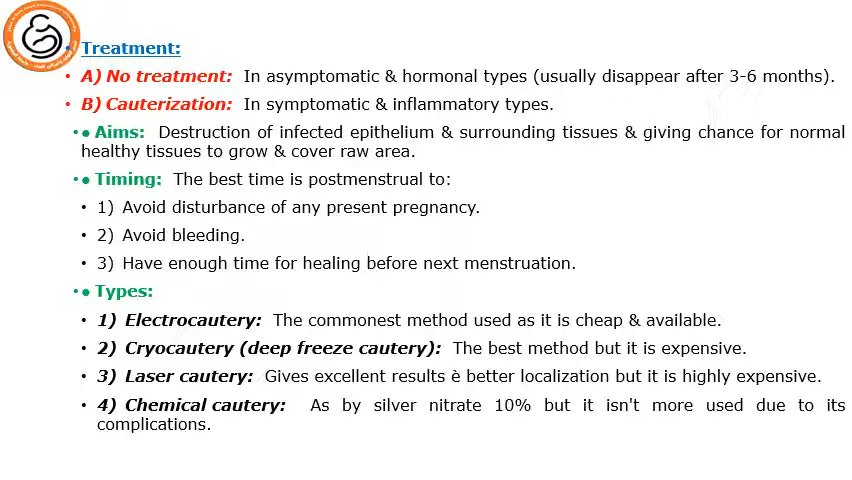 • Treatment:
• A) No treatment: In asymptomatic & hormonal types (usually disappear after 3-6 months).
• B) Cauterization: In symptomatic & inflammatory types.
•● Aims: Destruction of infected epithelium & surrounding tissues & giving chance for normal
healthy tissues to grow & cover raw area.
•● Timing: The best time is postmenstrual to:
• 1) Avoid disturbance of any present pregnancy.
• 2) Avoid bleeding.
• 3) Have enough time for healing before next menstruation.
•● Types:
• 1) Electrocautery: The commonest method used as it is cheap & available.
• 2) Cryocautery (deep freeze cautery): The best method but it is expensive.
• 3) Laser cautery: Gives excellent results è better localization but it is highly expensive.
• 4) Chemical cautery: As by silver nitrate 10% but it isn't more used due to its
complications.